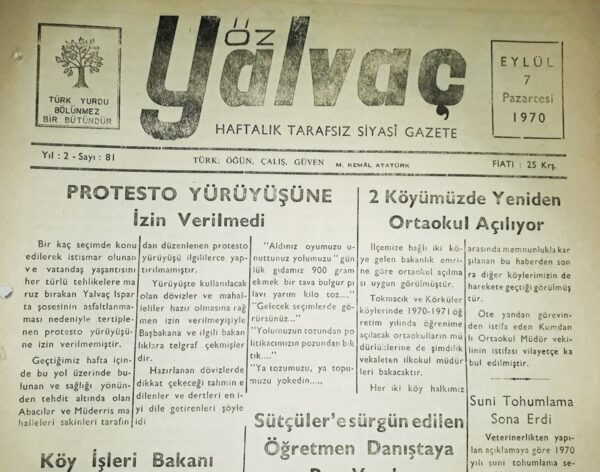 TÜRK YURDU
BÖLÜNMEZ
BİR BÜTÜNDÜR
ÖZ
Yalvaç
HAFTALIK TARAFSIZ SİYASÎ GAZETE
EYLÜL
7
Pazartesi
1970
Yıl : 2 - Sayı : 81
TÜRK; ÖĞÜN, ÇALIŞ, GÜVEN M. KEMÂL ATATÜRK
FIATI : 25 Krş.
PROTESTO YÜRÜYÜŞÜNE
İzin Verilmedi
Bir kaç seçimde konu
edilerek istismar olunan
ve vatandaş yaşantısını
her türlü tehlikelere ma
ruz bırakan Yalvaç Ispar
ta şosesinin asfaltlanma-
ması nedeniyle tertiple-
nen protesto yürüyüşü-
ne izin verilmemiştir.
Geçtiğimiz hafta için-
de bu yol üzerinde bu-
lunan ve sağlığı yönün-
den tehdit altında olan
Abacılar ve Müderris ma
halleleri sakinleri tarafın
dan düzenlenen protesto
yürüyüşü ilgililerce yap-
tırılmamıştır.
Yürüyüşte kullanılacak
olan dövizler ve mahal-
leliler hazır olmasına rağ
men izin verilmeyişiyle
Başbakana ve ilgili bakan
lıklara telgraf çekmişler
dir.
Hazırlanan dövizlerde
dikkat çekeceği tahmin e
dilenler ve dertleri en i-
yi dile getirenleri şöyle
idi
"Aldınız oyumuzu u-
nuttunuz yolumuzu" gün
lük gıdamız 900 gram
ekmek bir tava bulgur pi
lavı yarım kilo toz...."
"Gelecek seçimlerde gö-
rürsünüz..."
"Yolumuzun tozundan po
litikacımızın pozundan bık
tık...."
"Ya tozumuzu, ya topu-
muzu yokedin.....
2 Köyümüzde Yeniden
Ortaokul Açılıyor
İlçemize bağlı iki kö-
ye gelen bakanlık emri-
ne göre ortaokul açılma
sı uygun görülmüştür.
Tokmacık ve Körküler
köylerinde 1970-1971 öğ
retim yılında öğrenime
açılacak ortaokulların mü
dürlüklerine de şimdilik
vekaleten ilkokul müdür
leri bakacaktır.
Her iki köy halkımız
arasında memnunlukla kar
şılanan bu haberden son
ra diğer köylerimizin de
harekete geçtiği görülmüş
tür.
Öte yandan görevin-
den istifa eden Kumdan
lı Ortaokul Müdür vekili-
nin istifası vilayetçe ka
bul edilmiştir.
Suni Tohumlama
Sona Erdi
Veterinerlikten yapı-
lan açıklamaya göre 1970
yılı suni tohumlama se-
Sütçüler'e sürgün edilen
Öğretmen Danıştaya
Köy İşleri Bakanı